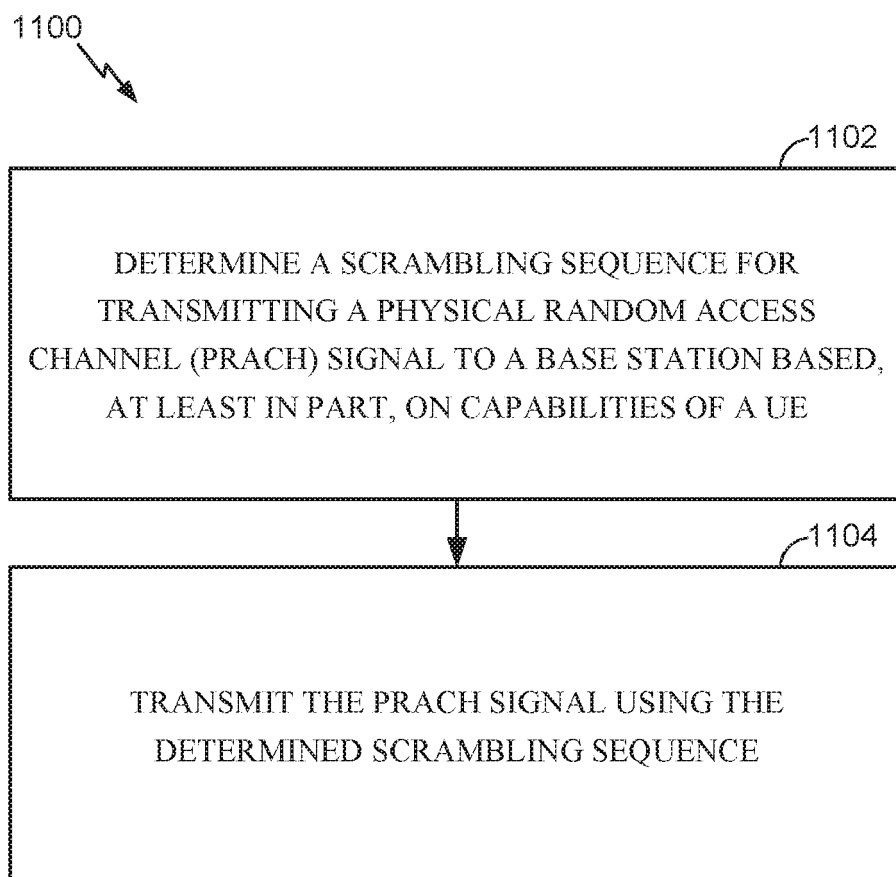 1100
1102
DETERMINE A SCRAMBLING SEQUENCE FOR
TRANSMITTING A PHYSICAL RANDOM ACCESS
CHANNEL (PRACH) SIGNAL TO A BASE STATION BASED,
AT LEAST IN PART, ON CAPABILITIES OF A UE
1104
TRANSMIT THE PRACH SIGNAL USING THE
DETERMINED SCRAMBLING SEQUENCE